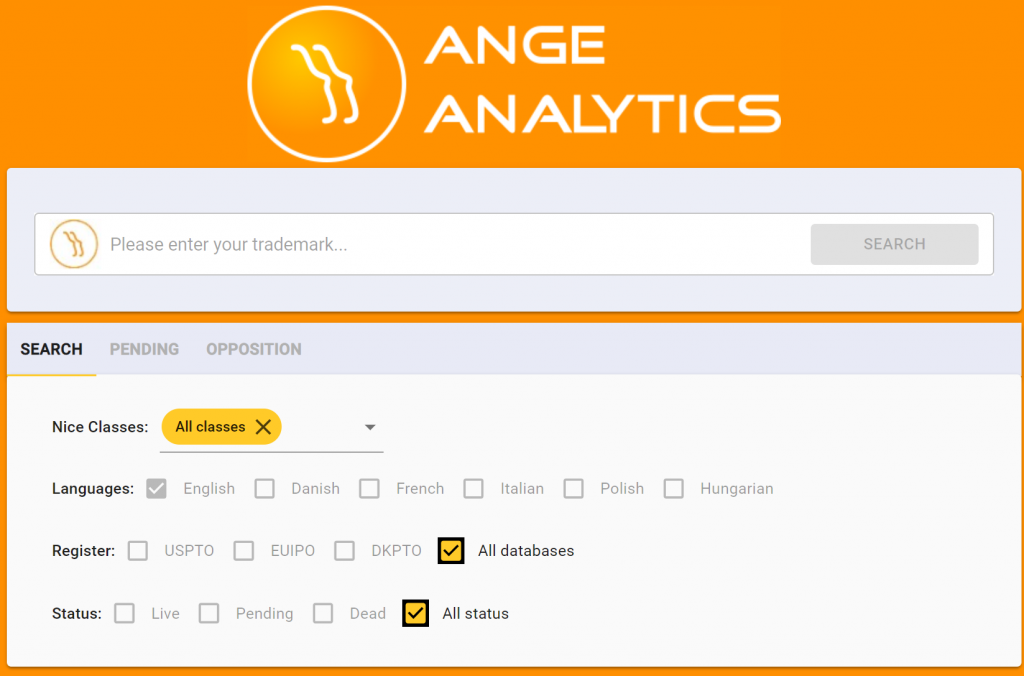 ANGE
ANALYTICS
Please enter your trademark... SEARCH
SEARCH PENDING OPPOSITION
Nice Classes: All classes
Languages: English Danish French Italian Polish Hungarian
Register: USPTO EUIPO DKPTO All databases
Status: Live Pending Dead All status